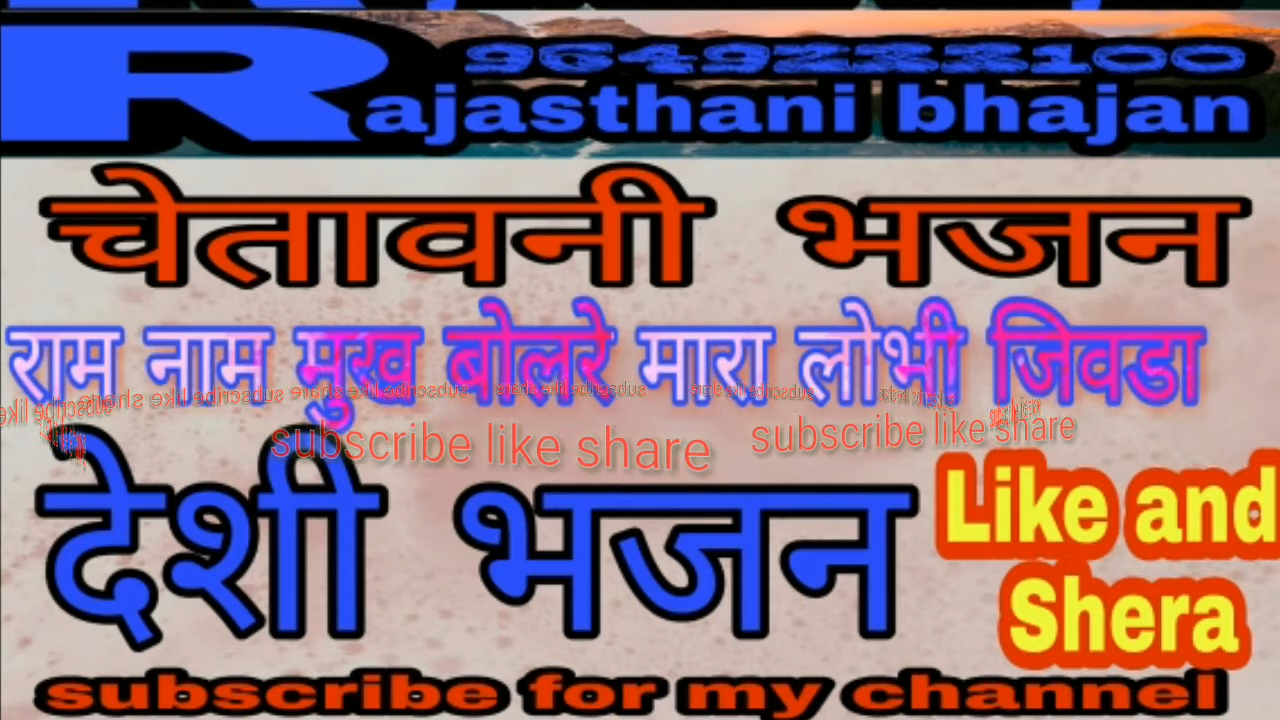 9649233100
Rajasthani bhajan
चेतावनी भजन
राम नाम मुख बोलरे मारा लोभी जिवडा
subscribe like share subscribe like share
देशी भजन
Like and
Shera
subscribe for my channel